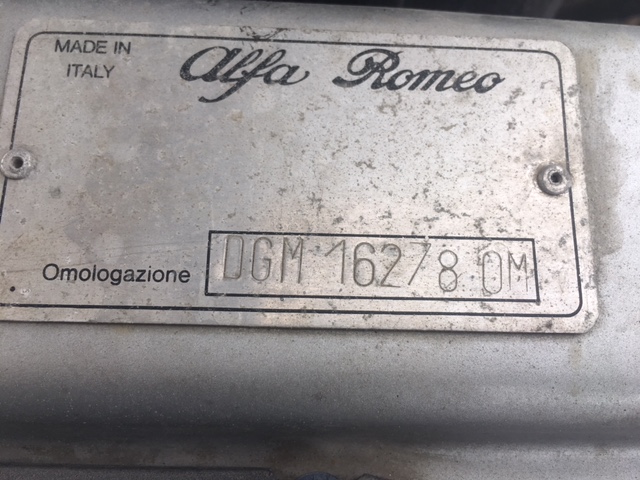 MADE IN
ITALY
Alfa Romeo
Omologazione DGM 16278 OM